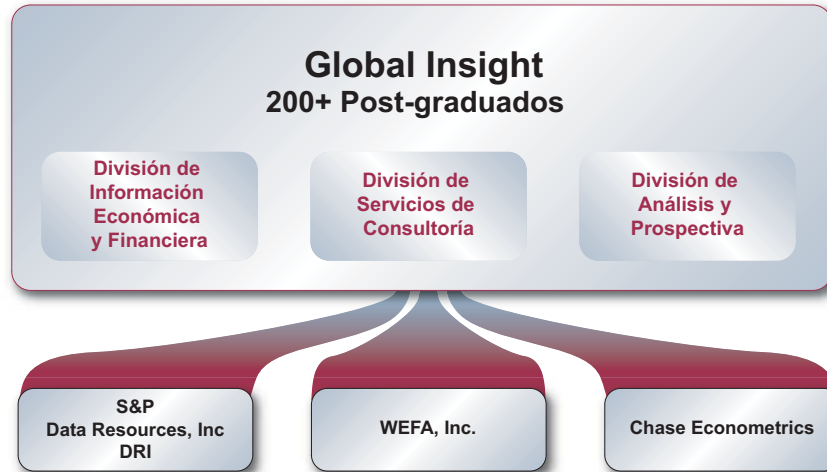 Global Insight
200+ Post-graduados
División de
Información
Económica
y Financiera
División de
Servicios de
Consultoría
División de
Análisis y
Prospectiva
S&P
Data Resources, Inc
DRI
WEFA, Inc.
Chase Econometrics